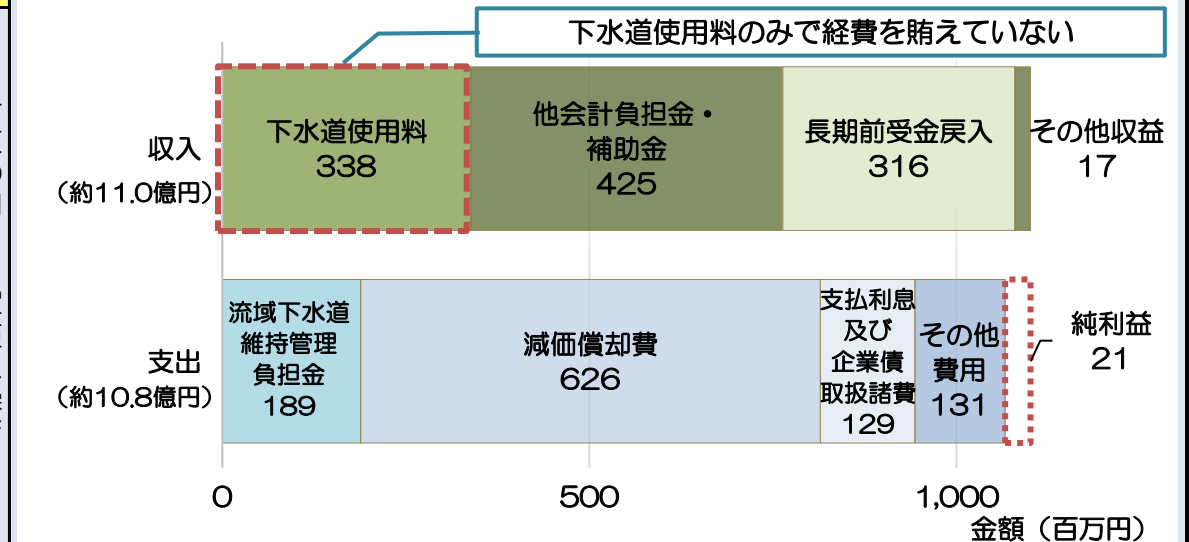 下水道使用料のみで経費を賄えていない
収入
（約11.0億円）
下水道使用料
338
他会計負担金・
補助金
425
長期前受金戻入
316
その他収益
17
支出
（約10.8億円）
流域下水道
維持管理
負担金
189
減価償却費
626
支払利息
及び
企業債
取扱諸費
129
その他
費用
131
純利益
21
0
500
1,000
金額（百万円）